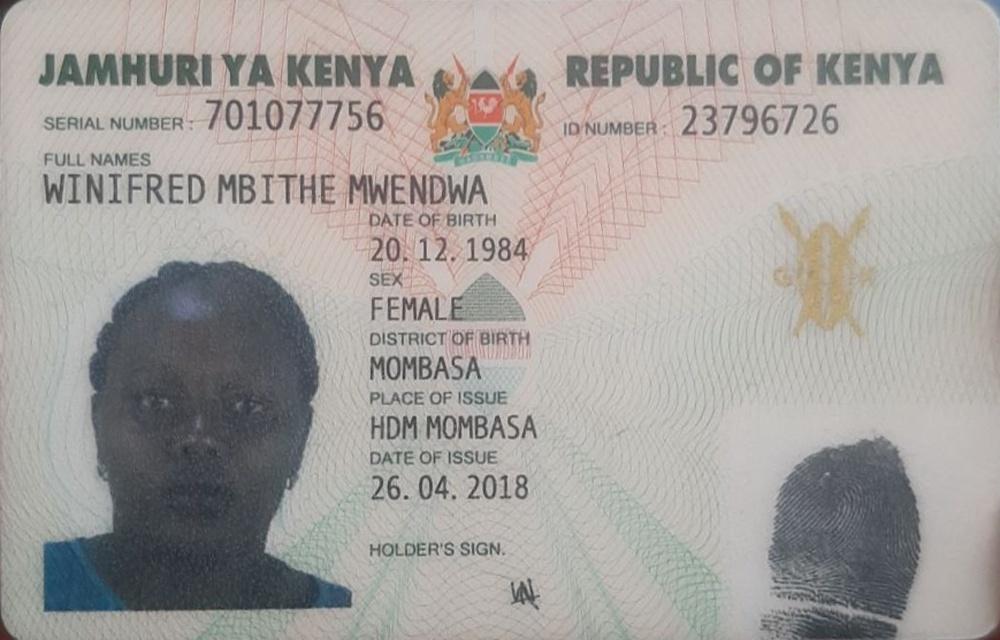 JAMHURI YA KENYA
REPUBLIC OF KENYA
SERIAL NUMBER : 701077756
ID NUMBER : 23796726
FULL NAMES
WINIFRED MBITHE MWENDWA
DATE OF BIRTH
20. 12. 1984
SEX
FEMALE
DISTRICT OF BIRTH
MOMBASA
PLACE OF ISSUE
HDM MOMBASA
DATE OF ISSUE
26. 04. 2018
HOLDER'S SIGN.